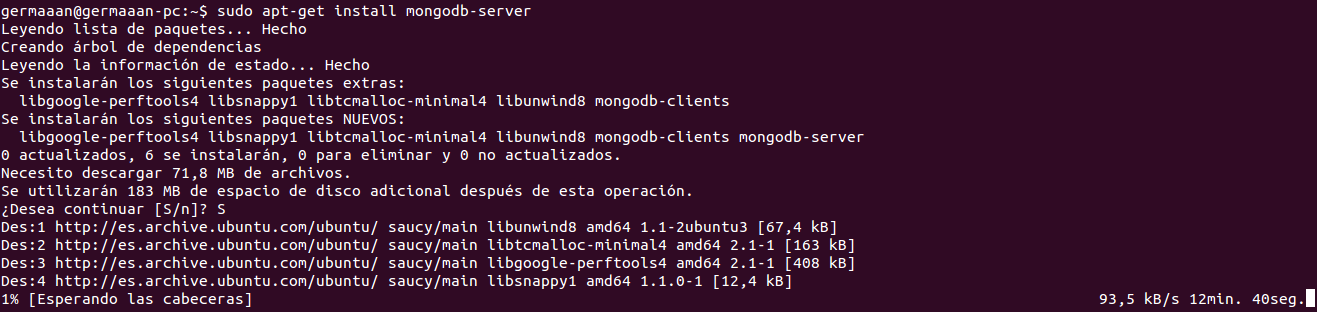 germaaan@germaaan-pc:~$ sudo apt-get install mongodb-server
Leyendo lista de paquetes... Hecho
Creando árbol de dependencias
Leyendo la información de estado... Hecho
Se instalarán los siguientes paquetes extras:
  libgoogle-perftools4 libsnappy1 libtcmalloc-minimal4 libunwind8 mongodb-clients
Se instalarán los siguientes paquetes NUEVOS:
  libgoogle-perftools4 libsnappy1 libtcmalloc-minimal4 libunwind8 mongodb-clients mongodb-server
0 actualizados, 6 se instalarán, 0 para eliminar y 0 no actualizados.
Necesito descargar 71,8 MB de archivos.
Se utilizarán 183 MB de espacio de disco adicional después de esta operación.
¿Desea continuar [S/n]? S
Des:1 http://es.archive.ubuntu.com/ubuntu/ saucy/main libunwind8 amd64 1.1-2ubuntu3 [67,4 kB]
Des:2 http://es.archive.ubuntu.com/ubuntu/ saucy/main libtcmalloc-minimal4 amd64 2.1-1 [163 kB]
Des:3 http://es.archive.ubuntu.com/ubuntu/ saucy/main libgoogle-perftools4 amd64 2.1-1 [408 kB]
Des:4 http://es.archive.ubuntu.com/ubuntu/ saucy/main libsnappy1 amd64 1.1.0-1 [12,4 kB]
1% [Esperando las cabeceras] 93,5 kB/s 12min. 40seg.